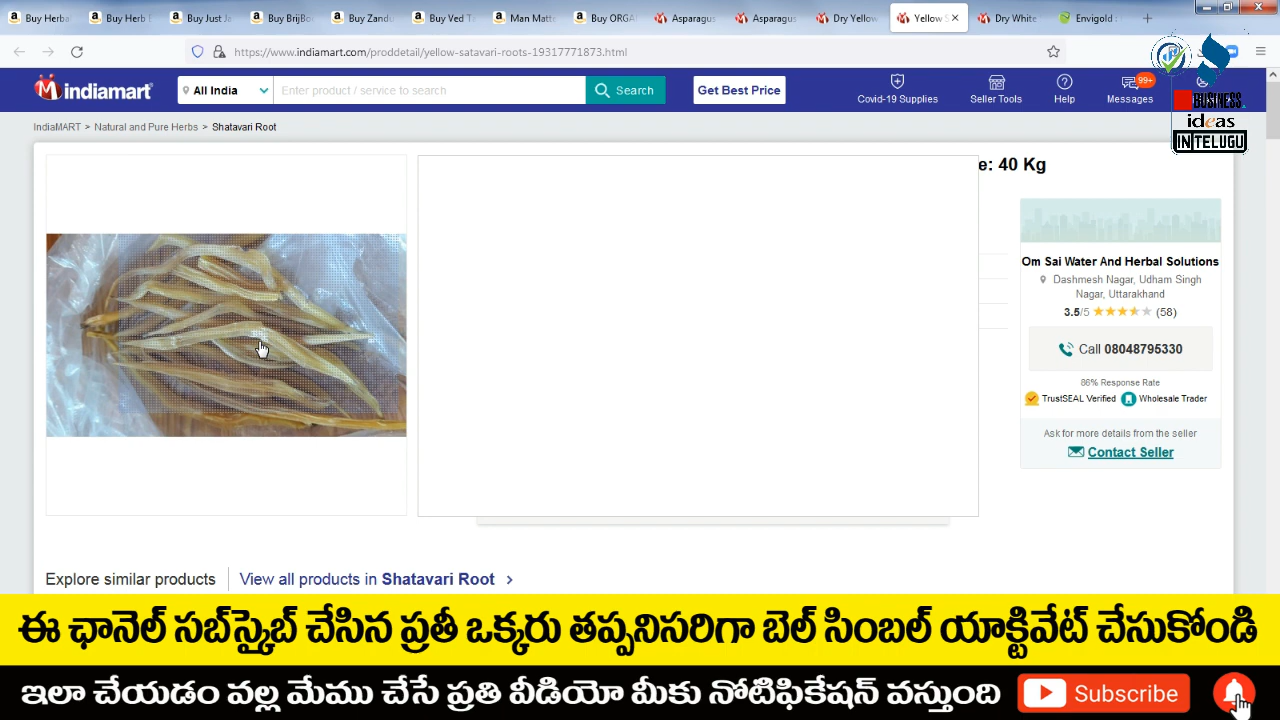 Buy Herbal
Buy Herb
Buy Just Ja
Buy BrijBo
Buy Zandu
Buy Ved T
Man Matte
Buy ORGA
Asparagus
Asparagus
Dry Yellow
Yellow S
Dry White
Envigold :
https://www.indiamart.com/proddetail/yellow-satavari-roots-19317771873.html
indiamart
All India
Enter product / service to search
Search
Get Best Price
Covid-19 Supplies
Seller Tools
Help
99+
Messages
BUSINESS
ideas
IN TELUGU
IndiaMART > Natural and Pure Herbs > Shatavari Root
e: 40 Kg
Om Sai Water And Herbal Solutions
Dashmesh Nagar, Udham Singh
Nagar, Uttarakhand
3.5/5 (58)
Call 08048795330
86% Response Rate
TrustSEAL Verified
Wholesale Trader
Ask for more details from the seller
Contact Seller
Explore similar products
View all products in Shatavari Root >
ఈ ఛానెల్ సబ్‌స్క్రైబ్ చేసిన ప్రతీ ఒక్కరు తప్పనిసరిగా బెల్ సింబల్ యాక్టివేట్ చేసుకోండి
ఇలా చేయడం వల్ల మేము చేసే ప్రతి వీడియో మీకు నోటిఫికేషన్ వస్తుంది
Subscribe